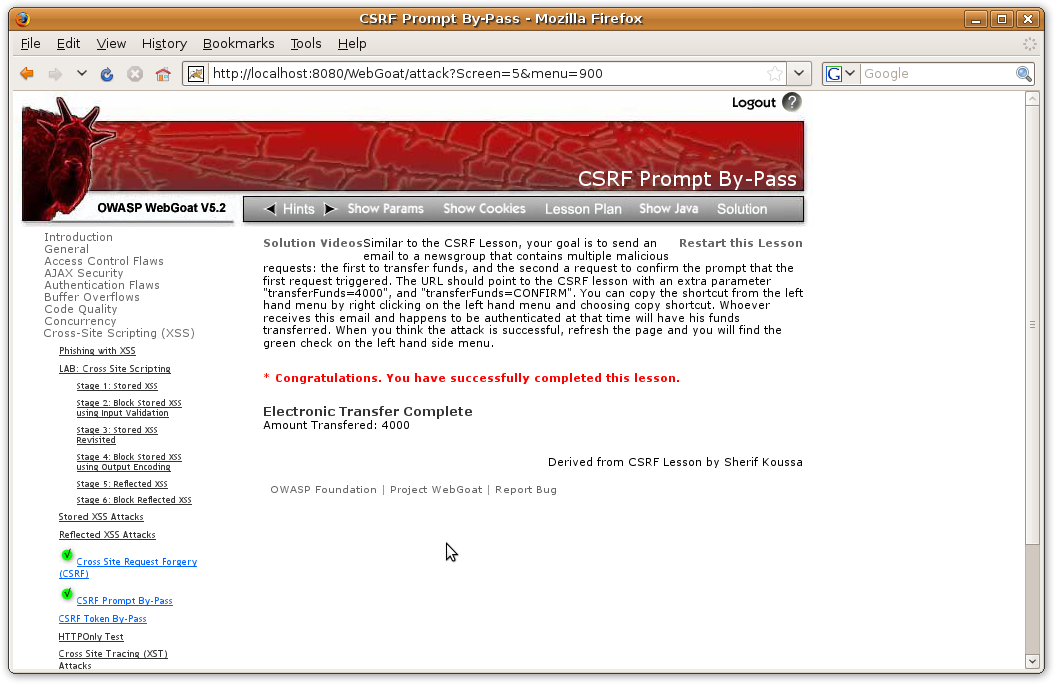 CSRF Prompt By-Pass - Mozilla Firefox
File Edit View History Bookmarks Tools Help
http://localhost:8080/WebGoat/attack?Screen=5&menu=900
G Google
Logout ?
CSRF Prompt By-Pass
OWASP WebGoat V5.2
Hints Show Params Show Cookies Lesson Plan Show Java Solution
Introduction
General
Access Control Flaws
AJAX Security
Authentication Flaws
Buffer Overflows
Code Quality
Concurrency
Cross-Site Scripting (XSS)
Phishing with XSS
LAB: Cross Site Scripting
Stage 1: Stored XSS
Stage 2: Block Stored XSS
using Input Validation
Stage 3: Stored XSS
Revisited
Stage 4: Block Stored XSS
using Output Encoding
Stage 5: Reflected XSS
Stage 6: Block Reflected XSS
Stored XSS Attacks
Reflected XSS Attacks
Cross Site Request Forgery
(CSRF)
CSRF Prompt By-Pass
CSRF Token By-Pass
HTTPOnly Test
Cross Site Tracing (XST)
Attacks
Solution Videos Similar to the CSRF Lesson, your goal is to send an Restart this Lesson
email to a newsgroup that contains multiple malicious
requests: the first to transfer funds, and the second a request to confirm the prompt that the
first request triggered. The URL should point to the CSRF lesson with an extra parameter
"transferFunds=4000", and "transferFunds=CONFIRM". You can copy the shortcut from the left
hand menu by right clicking on the left hand menu and choosing copy shortcut. Whoever
receives this email and happens to be authenticated at that time will have his funds
transferred. When you think the attack is successful, refresh the page and you will find the
green check on the left hand side menu.
* Congratulations. You have successfully completed this lesson.
Electronic Transfer Complete
Amount Transfered: 4000
Derived from CSRF Lesson by Sherif Koussa
OWASP Foundation | Project WebGoat | Report Bug